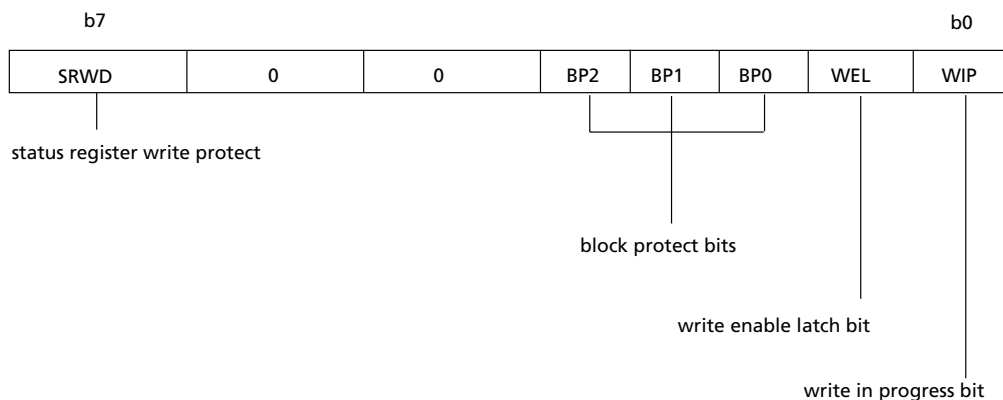 b7 b0
SRWD 0 0 BP2 BP1 BP0 WEL WIP
status register write protect
block protect bits
write enable latch bit
write in progress bit